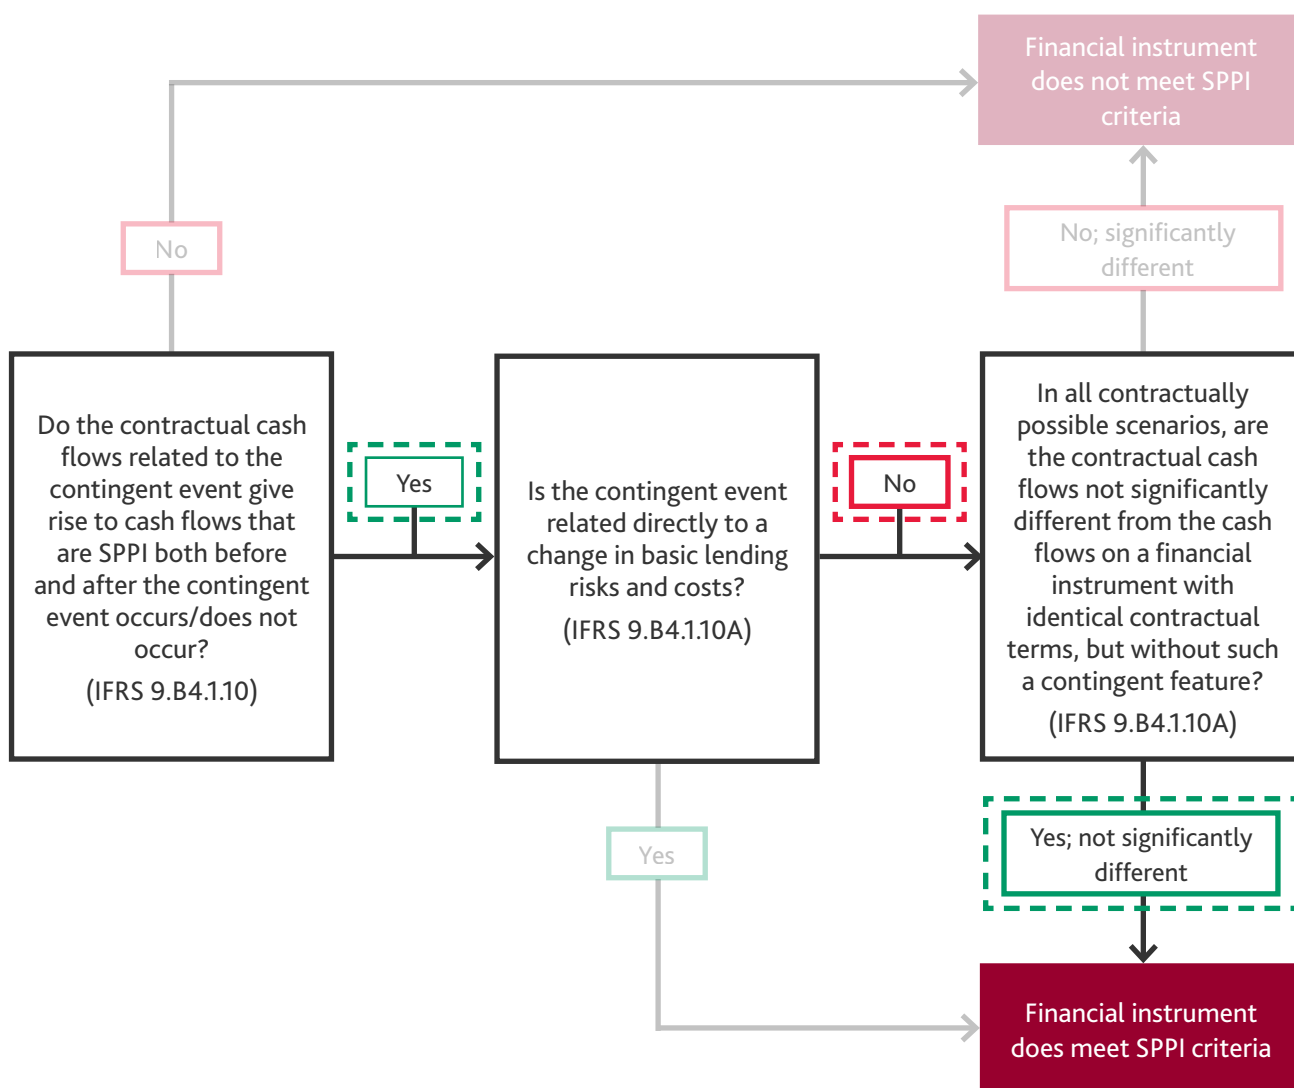 Financial instrument
does not meet SPPI
criteria
No
No; significantly
different
Do the contractual cash
flows related to the
contingent event give
rise to cash flows that
are SPPI both before
and after the contingent
event occurs/does not
occur?
(IFRS 9.B4.1.10)
Yes
Is the contingent event
related directly to a
change in basic lending
risks and costs?
(IFRS 9.B4.1.10A)
No
In all contractually
possible scenarios, are
the contractual cash
flows not significantly
different from the cash
flows on a financial
instrument with
identical contractual
terms, but without such
a contingent feature?
(IFRS 9.B4.1.10A)
Yes
Yes; not significantly
different
Financial instrument
does meet SPPI criteria